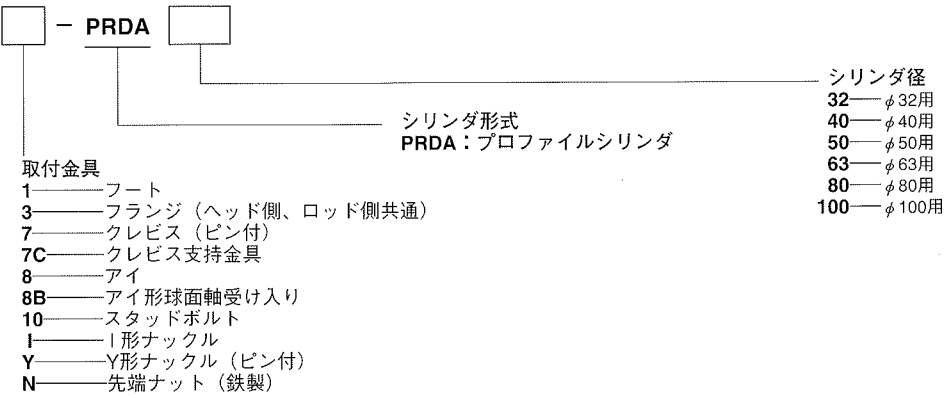 － PRDA
シリンダ径
32 φ32用
40 φ40用
50 φ50用
63 φ63用
80 φ80用
100 φ100用
シリンダ形式
PRDA：プロファイルシリンダ
取付金具
1 フート
3 フランジ（ヘッド側、ロッド側共通）
7 クレビス（ピン付）
7C クレビス支持金具
8 アイ
8B アイ形球面軸受け入り
10 スタッドボルト
I I形ナックル
Y Y形ナックル（ピン付）
N 先端ナット（鉄製）